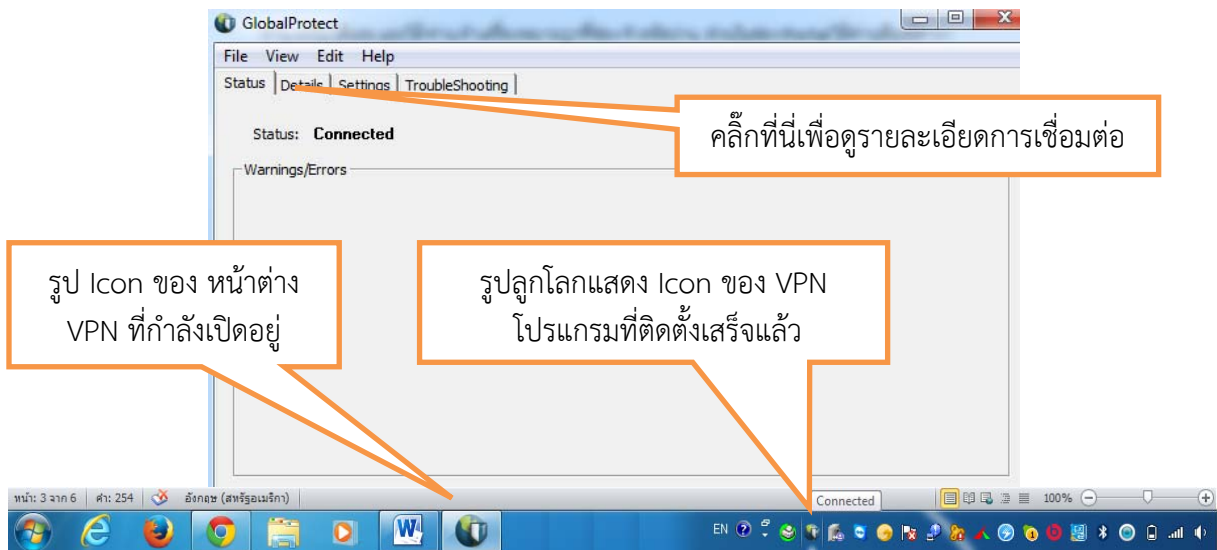 GlobalProtect
File View Edit Help
Status Details Settings TroubleShooting
คลิ๊กที่นี่เพื่อดูรายละเอียดการเชื่อมต่อ
Status: Connected
Warnings/Errors
รูป Icon ของ หน้าต่าง
VPN ที่กำลังเปิดอยู่
รูปลูกโลกแสดง Icon ของ VPN
โปรแกรมที่ติดตั้งเสร็จแล้ว
หน้า: 3 จาก 6 คำ: 254 อังกฤษ (สหรัฐอเมริกา) Connected 100%
EN